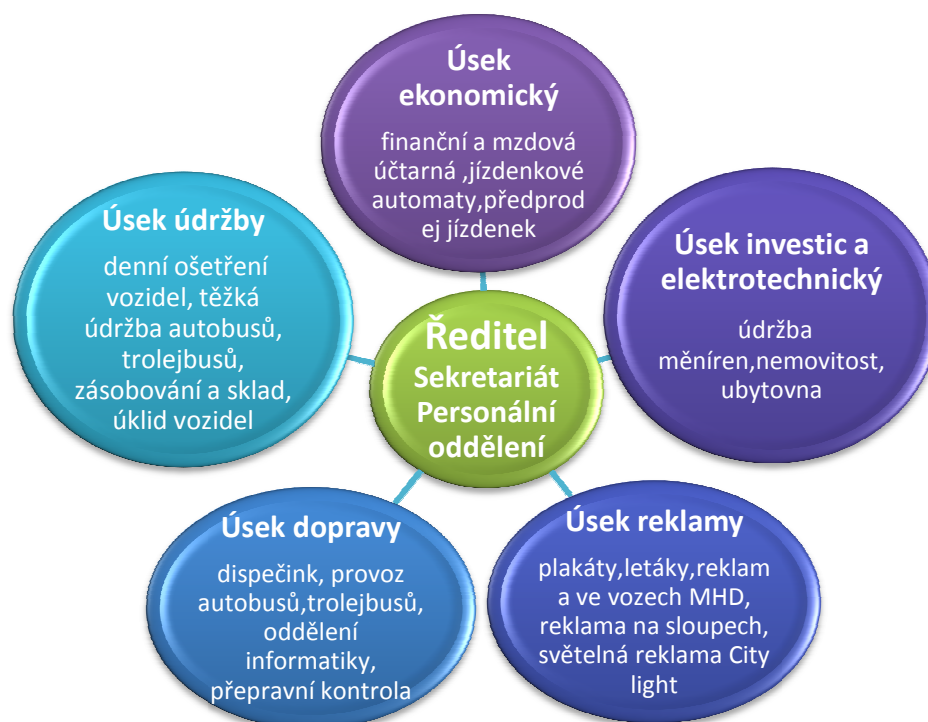 Úsek
ekonomický
finanční a mzdová
účtarná ,jízdenkové
automaty,předprod
ej jízdenek
Úsek údržby
denní ošetření
vozidel, těžká
údržba autobusů,
trolejbusů,
zásobování a sklad,
úklid vozidel
Úsek investic a
elektrotechnický
údržba
měníren,nemovitost,
ubytovna
Ředitel
Sekretariát
Personální
oddělení
Úsek dopravy
dispečink, provoz
autobusů,trolejbusů,
oddělení
informatiky,
přepravní kontrola
Úsek reklamy
plakáty,letáky,reklam
a ve vozech MHD,
reklama na sloupech,
světelná reklama City
light